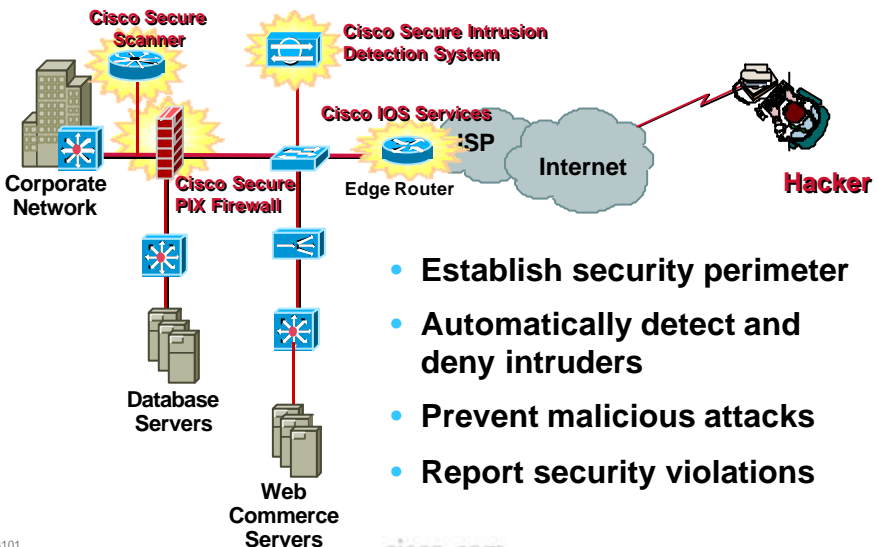 Cisco Secure
Scanner
Cisco Secure Intrusion
Detection System
Cisco IOS Services
ISP
Internet
Hacker
Corporate
Network
Cisco Secure
PIX Firewall
Edge Router
Database
Servers
Web
Commerce
Servers
• Establish security perimeter
• Automatically detect and
deny intruders
• Prevent malicious attacks
• Report security violations